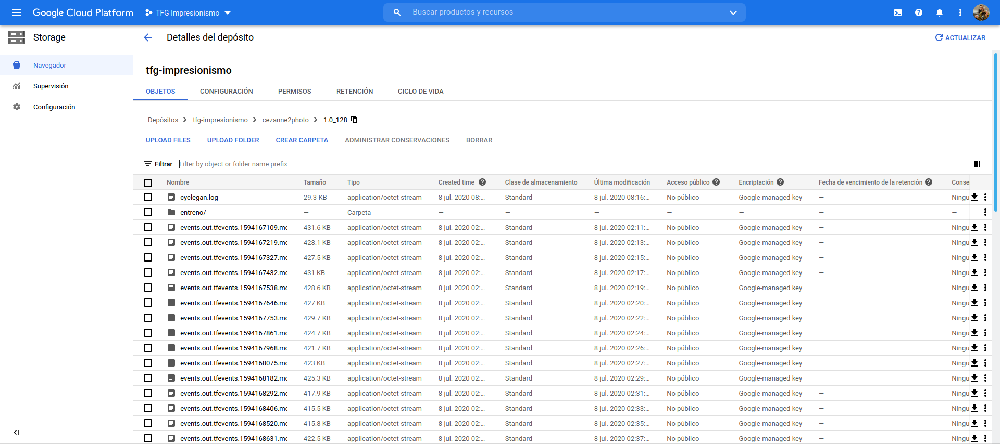 Google Cloud Platform TFG Impresionismo Buscar productos y recursos
Storage Detalles del depósito ACTUALIZAR
Navegador
Supervisión
Configuración
tfg-impresionismo
OBJETOS CONFIGURACIÓN PERMISOS RETENCIÓN CICLO DE VIDA
Depósitos tfg-impresionismo cezanne2photo 1.0_128
UPLOAD FILES UPLOAD FOLDER CREAR CARPETA ADMINISTRAR CONSERVACIONES BORRAR
Filtrar Filter by object or folder name prefix
Nombre Tamaño Tipo Created time Clase de almacenamiento Última modificación Acceso público Encriptación Fecha de vencimiento de la retención Conse
cyclegan.log 29.3 KB application/octet-stream 8 jul. 2020 08:... Standard 8 jul. 2020 08:16:... No público Google-managed key — Ningu
entreno/ — Carpeta — — — — — — —
events.out.tfevents.1594167109.mc 431.6 KB application/octet-stream 8 jul. 2020 02:... Standard 8 jul. 2020 02:11:... No público Google-managed key — Ningu
events.out.tfevents.1594167219.mc 428.1 KB application/octet-stream 8 jul. 2020 02:... Standard 8 jul. 2020 02:13:... No público Google-managed key — Ningu
events.out.tfevents.1594167327.mc 427.5 KB application/octet-stream 8 jul. 2020 02:... Standard 8 jul. 2020 02:15:... No público Google-managed key — Ningu
events.out.tfevents.1594167432.mc 431 KB application/octet-stream 8 jul. 2020 02:... Standard 8 jul. 2020 02:17:... No público Google-managed key — Ningu
events.out.tfevents.1594167538.mc 428.6 KB application/octet-stream 8 jul. 2020 02:... Standard 8 jul. 2020 02:19:... No público Google-managed key — Ningu
events.out.tfevents.1594167646.mc 427 KB application/octet-stream 8 jul. 2020 02:... Standard 8 jul. 2020 02:20:... No público Google-managed key — Ningu
events.out.tfevents.1594167753.mc 429.7 KB application/octet-stream 8 jul. 2020 02:... Standard 8 jul. 2020 02:22:... No público Google-managed key — Ningu
events.out.tfevents.1594167861.mc 424.7 KB application/octet-stream 8 jul. 2020 02:... Standard 8 jul. 2020 02:24:... No público Google-managed key — Ningu
events.out.tfevents.1594167968.mc 421.7 KB application/octet-stream 8 jul. 2020 02:... Standard 8 jul. 2020 02:26:... No público Google-managed key — Ningu
events.out.tfevents.1594168075.mc 423 KB application/octet-stream 8 jul. 2020 02:... Standard 8 jul. 2020 02:27:... No público Google-managed key — Ningu
events.out.tfevents.1594168182.mc 425.3 KB application/octet-stream 8 jul. 2020 02:... Standard 8 jul. 2020 02:29:... No público Google-managed key — Ningu
events.out.tfevents.1594168292.mc 417.9 KB application/octet-stream 8 jul. 2020 02:... Standard 8 jul. 2020 02:31:... No público Google-managed key — Ningu
events.out.tfevents.1594168406.mc 415.5 KB application/octet-stream 8 jul. 2020 02:... Standard 8 jul. 2020 02:33:... No público Google-managed key — Ningu
events.out.tfevents.1594168520.mc 415.8 KB application/octet-stream 8 jul. 2020 02:... Standard 8 jul. 2020 02:35:... No público Google-managed key — Ningu
events.out.tfevents.1594168631.mc 422.5 KB application/octet-stream 8 jul. 2020 02:... Standard 8 jul. 2020 02:37:... No público Google-managed key — Ningu